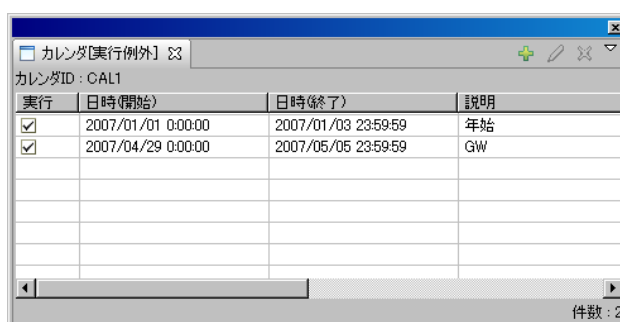 カレンダ[実行例外]
カレンダID : CAL1
実行 日時(開始) 日時(終了) 説明
2007/01/01 0:00:00 2007/01/03 23:59:59 年始
2007/04/29 0:00:00 2007/05/05 23:59:59 GW
件数 : 2